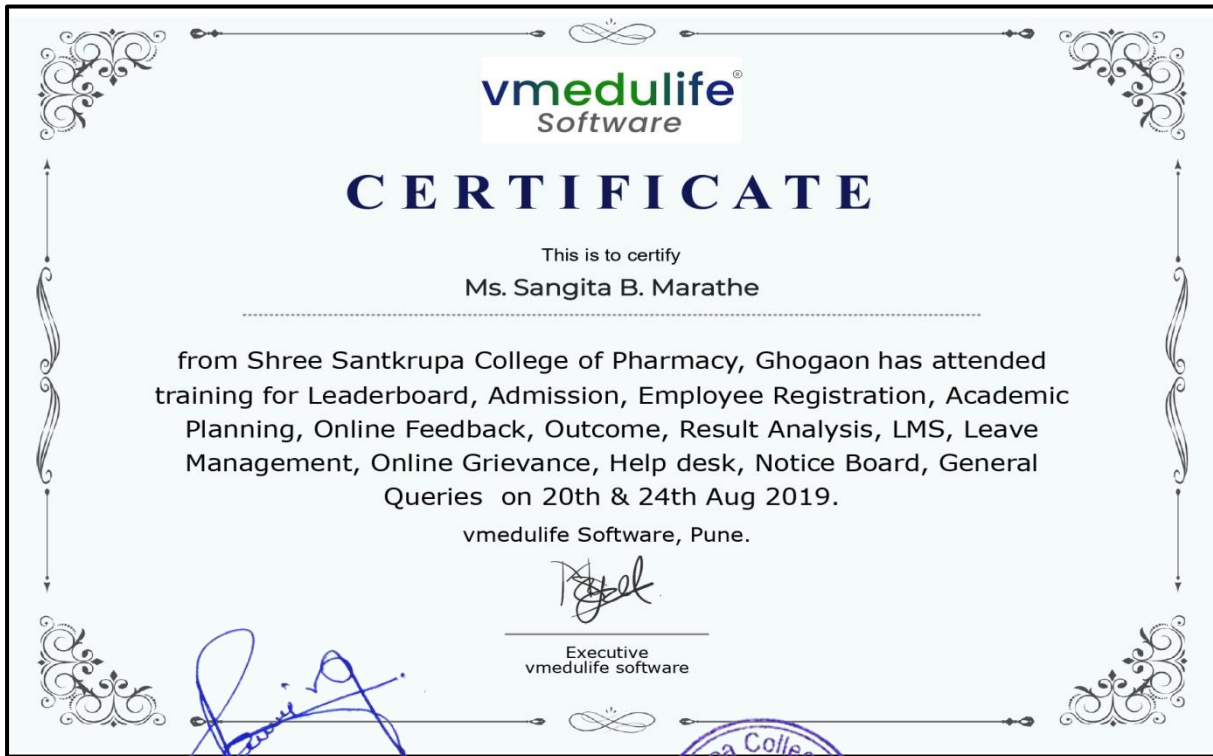 vmedulife®
Software
CERTIFICATE
This is to certify
Ms. Sangita B. Marathe
from Shree Santkrupa College of Pharmacy, Ghogaon has attended
training for Leaderboard, Admission, Employee Registration, Academic
Planning, Online Feedback, Outcome, Result Analysis, LMS, Leave
Management, Online Grievance, Help desk, Notice Board, General
Queries on 20th & 24th Aug 2019.
vmedulife Software, Pune.
Executive
vmedulife software